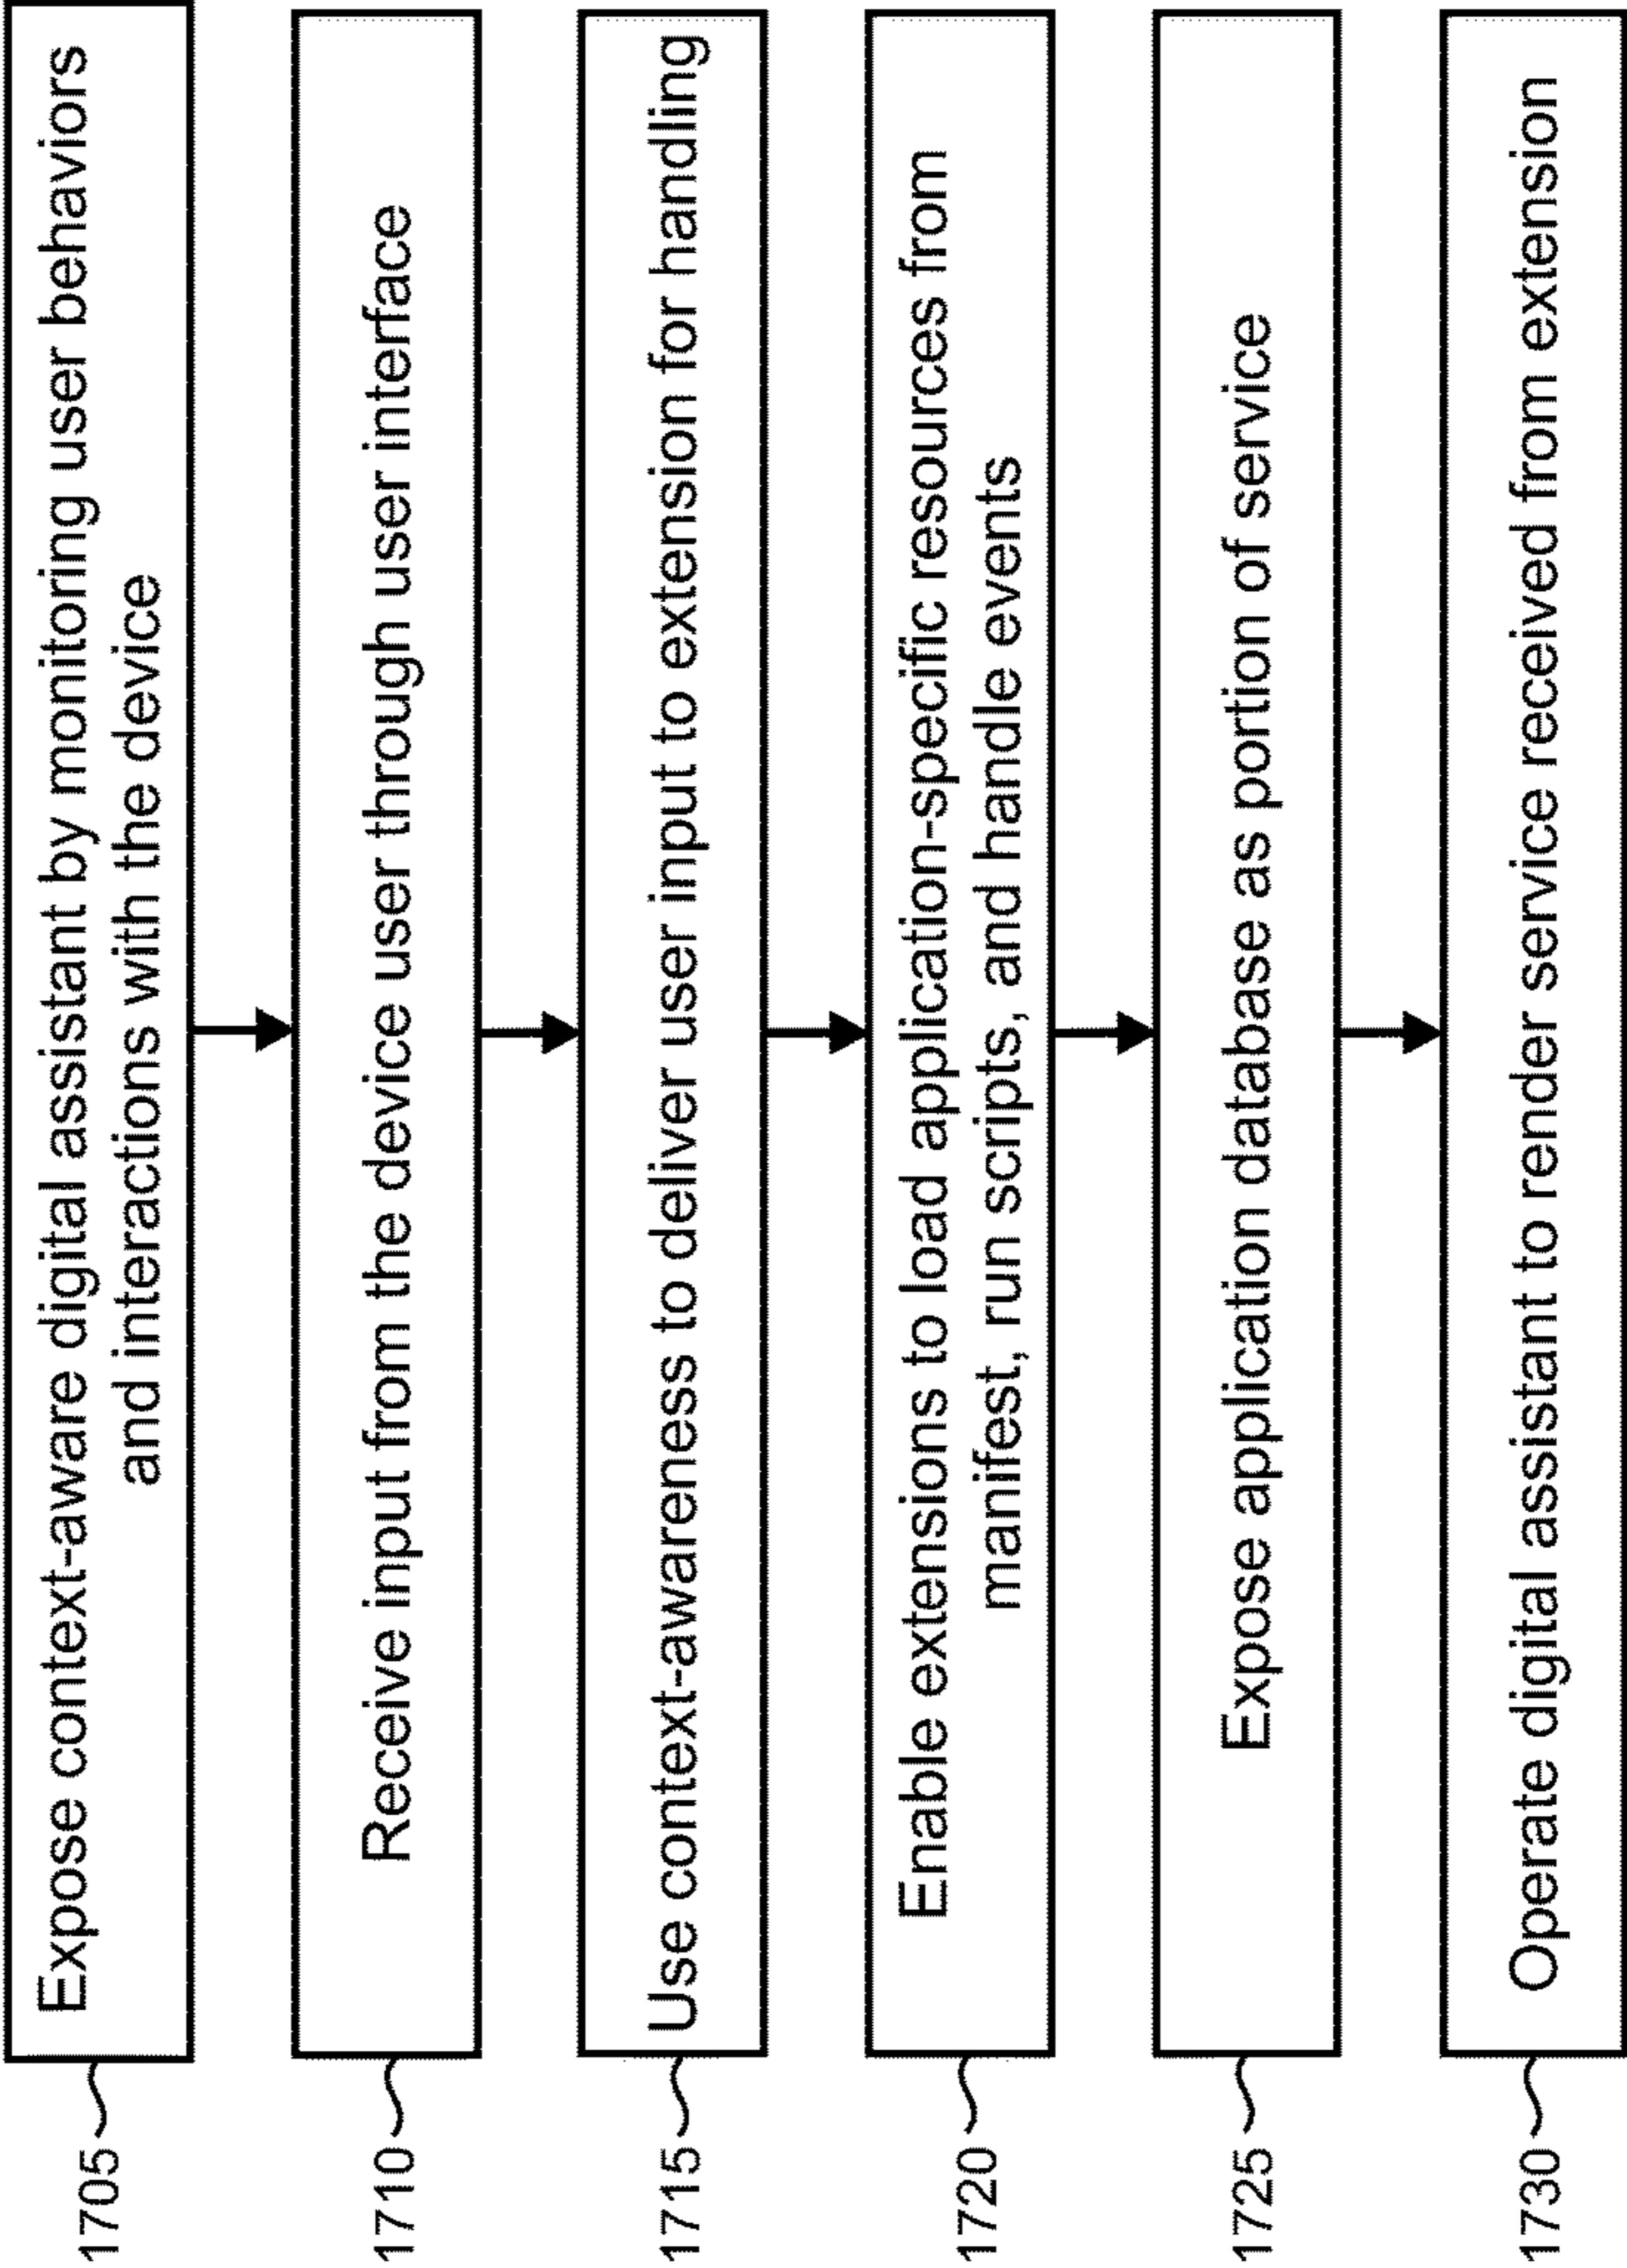 1705
Expose context-aware digital assistant by monitoring user behaviors
and interactions with the device
1710
Receive input from the device user through user interface
1715
Use context-awareness to deliver user input to extension for handling
1720
Enable extensions to load application-specific resources from
manifest, run scripts, and handle events
1725
Expose application database as portion of service
1730
Operate digital assistant to render service received from extension